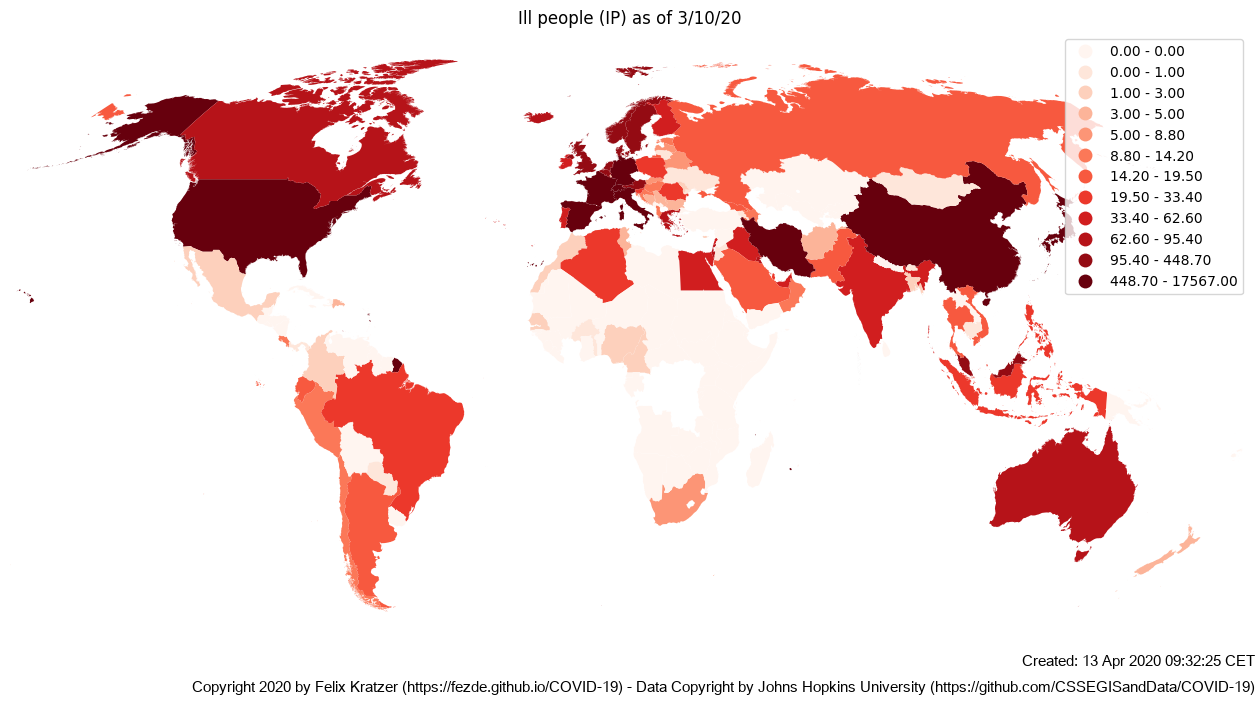 Ill people (IP) as of 3/10/20
0.00 - 0.00
0.00 - 1.00
1.00 - 3.00
3.00 - 5.00
5.00 - 8.80
8.80 - 14.20
14.20 - 19.50
19.50 - 33.40
33.40 - 62.60
62.60 - 95.40
95.40 - 448.70
448.70 - 17567.00
Created: 13 Apr 2020 09:32:25 CET
Copyright 2020 by Felix Kratzer (https://fezde.github.io/COVID-19) - Data Copyright by Johns Hopkins University (https://github.com/CSSEGISandData/COVID-19)